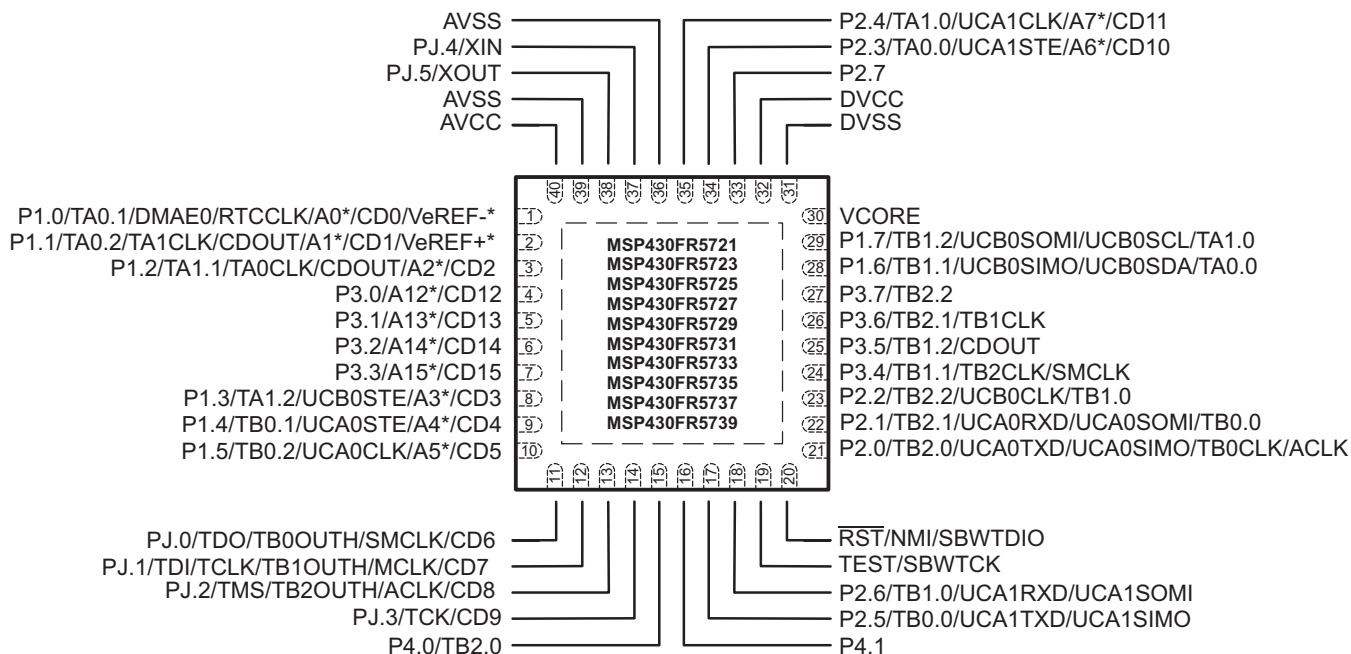 AVSS
PJ.4/XIN
PJ.5/XOUT
AVSS
AVCC
P2.4/TA1.0/UCA1CLK/A7*/CD11
P2.3/TA0.0/UCA1STE/A6*/CD10
P2.7
DVCC
DVSS
40 39 38 37 36 35 34 33 32 31
P1.0/TA0.1/DMAE0/RTCCLK/A0*/CD0/VeREF-* 1
P1.1/TA0.2/TA1CLK/CDOUT/A1*/CD1/VeREF+* 2
P1.2/TA1.1/TA0CLK/CDOUT/A2*/CD2 3
P3.0/A12*/CD12 4
P3.1/A13*/CD13 5
P3.2/A14*/CD14 6
P3.3/A15*/CD15 7
P1.3/TA1.2/UCB0STE/A3*/CD3 8
P1.4/TB0.1/UCA0STE/A4*/CD4 9
P1.5/TB0.2/UCA0CLK/A5*/CD5 10
MSP430FR5721
MSP430FR5723
MSP430FR5725
MSP430FR5727
MSP430FR5729
MSP430FR5731
MSP430FR5733
MSP430FR5735
MSP430FR5737
MSP430FR5739
30 VCORE
29 P1.7/TB1.2/UCB0SOMI/UCB0SCL/TA1.0
28 P1.6/TB1.1/UCB0SIMO/UCB0SDA/TA0.0
27 P3.7/TB2.2
26 P3.6/TB2.1/TB1CLK
25 P3.5/TB1.2/CDOUT
24 P3.4/TB1.1/TB2CLK/SMCLK
23 P2.2/TB2.2/UCB0CLK/TB1.0
22 P2.1/TB2.1/UCA0RXD/UCA0SOMI/TB0.0
21 P2.0/TB2.0/UCA0TXD/UCA0SIMO/TB0CLK/ACLK
11 12 13 14 15 16 17 18 19 20
PJ.0/TDO/TB0OUTH/SMCLK/CD6
PJ.1/TDI/TCLK/TB1OUTH/MCLK/CD7
PJ.2/TMS/TB2OUTH/ACLK/CD8
PJ.3/TCK/CD9
P4.0/TB2.0
RST/NMI/SBWTDIO
TEST/SBWTCK
P2.6/TB1.0/UCA1RXD/UCA1SOMI
P2.5/TB0.0/UCA1TXD/UCA1SIMO
P4.1